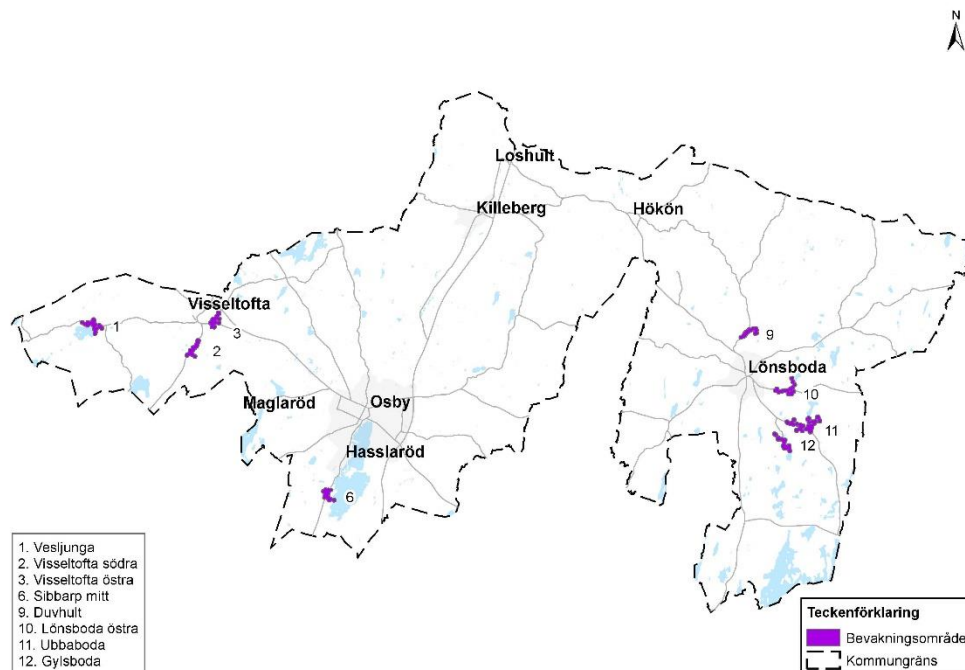 N
Loshult
Killeberg
Hökön
Visseltofta
1
3
2
9
Lönsboda
Maglaröd
Osby
10
11
12
Hasslaröd
6
1. Vesljunga
2. Visseltofta södra
3. Visseltofta östra
6. Sibbarp mitt
9. Duvhult
10. Lönsboda östra
11. Ubbaboda
12. Gylsboda
Teckenförklaring
Bevakningsområde
Kommungräns